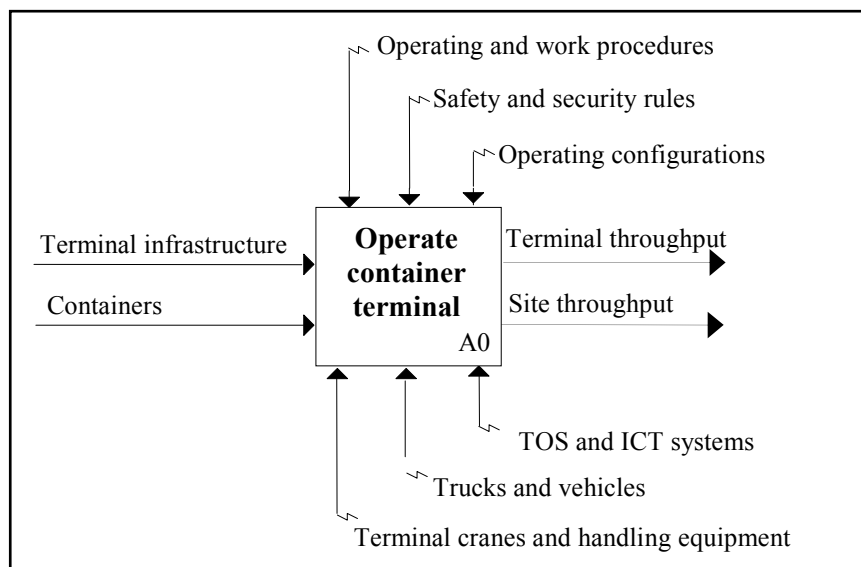 Operating and work procedures
Safety and security rules
Operating configurations
Terminal infrastructure
Containers
Operate
container
terminal
A0
Terminal throughput
Site throughput
TOS and ICT systems
Trucks and vehicles
Terminal cranes and handling equipment